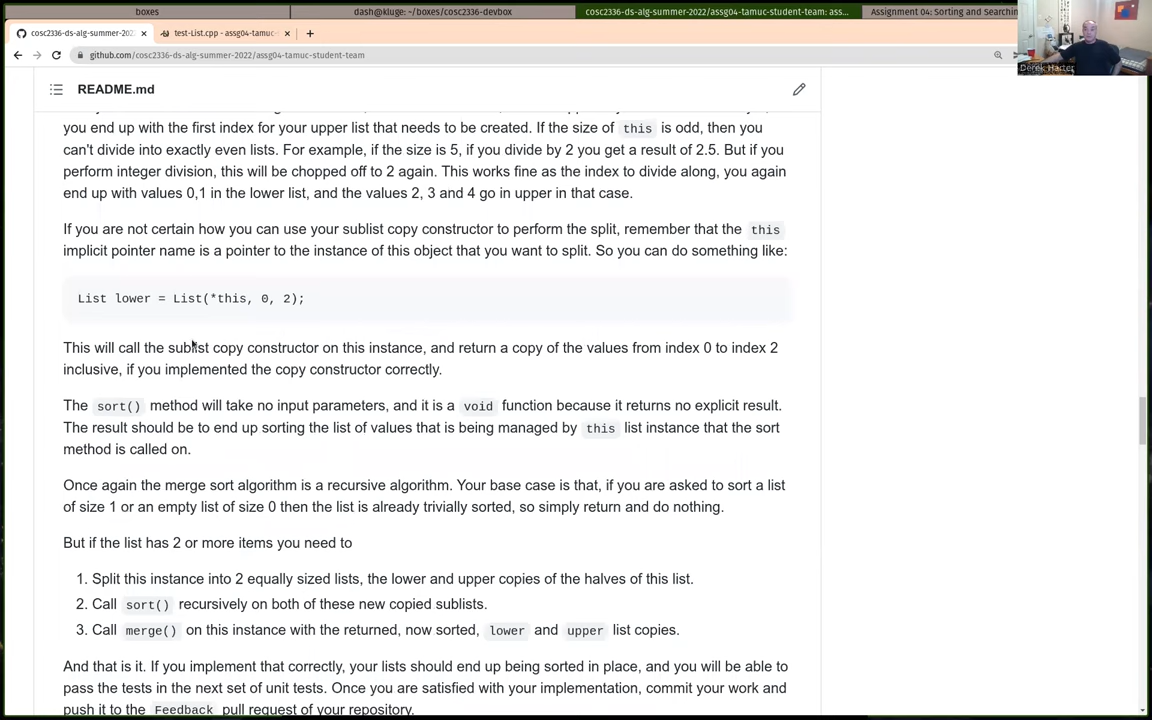 boxes
dash@kluge: ~/boxes/cosc2336-devbox
cosc2336-ds-alg-summer-2022/assg04-tamuc-student-team: ass...
Assignment 04: Sorting and Searchin
cosc2336-ds-alg-summer-202
test-List.cpp - assg04-tamuc-
github.com/cosc2336-ds-alg-summer-2022/assg04-tamuc-student-team
Derek Harter
README.md
you end up with the first index for your upper list that needs to be created. If the size of this is odd, then you
can't divide into exactly even lists. For example, if the size is 5, if you divide by 2 you get a result of 2.5. But if you
perform integer division, this will be chopped off to 2 again. This works fine as the index to divide along, you again
end up with values 0,1 in the lower list, and the values 2, 3 and 4 go in upper in that case.
If you are not certain how you can use your sublist copy constructor to perform the split, remember that the this
implicit pointer name is a pointer to the instance of this object that you want to split. So you can do something like:
List lower = List(*this, 0, 2);
This will call the sublist copy constructor on this instance, and return a copy of the values from index 0 to index 2
inclusive, if you implemented the copy constructor correctly.
The sort() method will take no input parameters, and it is a void function because it returns no explicit result.
The result should be to end up sorting the list of values that is being managed by this list instance that the sort
method is called on.
Once again the merge sort algorithm is a recursive algorithm. Your base case is that, if you are asked to sort a list
of size 1 or an empty list of size 0 then the list is already trivially sorted, so simply return and do nothing.
But if the list has 2 or more items you need to
1. Split this instance into 2 equally sized lists, the lower and upper copies of the halves of this list.
2. Call sort() recursively on both of these new copied sublists.
3. Call merge() on this instance with the returned, now sorted, lower and upper list copies.
And that is it. If you implement that correctly, your lists should end up being sorted in place, and you will be able to
pass the tests in the next set of unit tests. Once you are satisfied with your implementation, commit your work and
push it to the Feedback pull request of your repository.